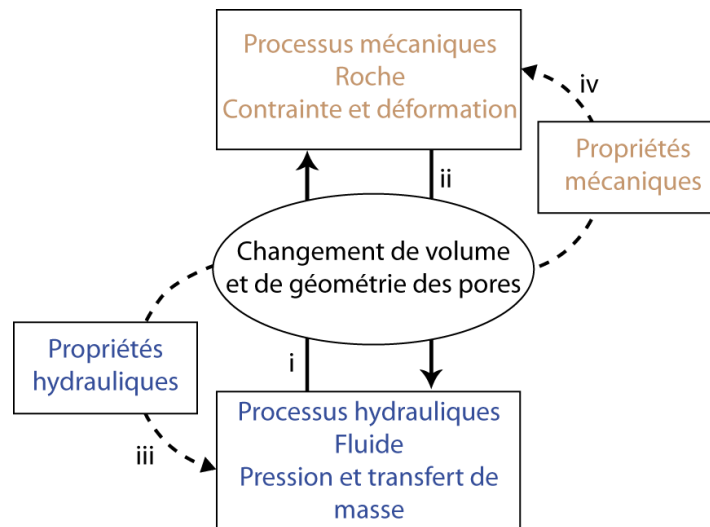 Processus mécaniques
Roche
Contrainte et déformation
iv
Propriétés
mécaniques
ii
Changement de volume
et de géométrie des pores
Propriétés
hydrauliques
i
iii
Processus hydrauliques
Fluide
Pression et transfert de
masse